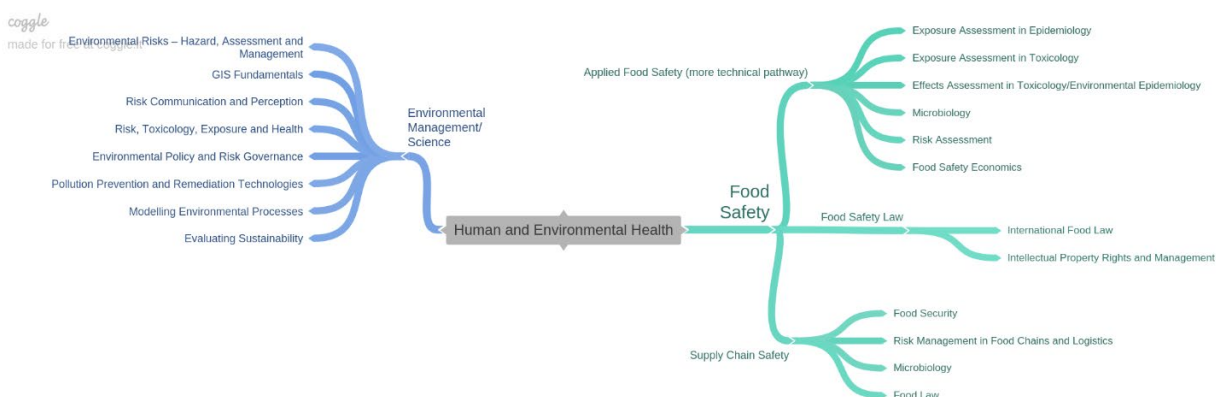 coggle
made for free at coggle.it
Environmental Risks – Hazard, Assessment and
Management
GIS Fundamentals
Risk Communication and Perception
Risk, Toxicology, Exposure and Health
Environmental Policy and Risk Governance
Pollution Prevention and Remediation Technologies
Modelling Environmental Processes
Evaluating Sustainability
Environmental
Management/
Science
Human and Environmental Health
Food
Safety
Applied Food Safety (more technical pathway)
Exposure Assessment in Epidemiology
Exposure Assessment in Toxicology
Effects Assessment in Toxicology/Environmental Epidemiology
Microbiology
Risk Assessment
Food Safety Economics
Food Safety Law
International Food Law
Intellectual Property Rights and Management
Supply Chain Safety
Food Security
Risk Management in Food Chains and Logistics
Microbiology
Food Law